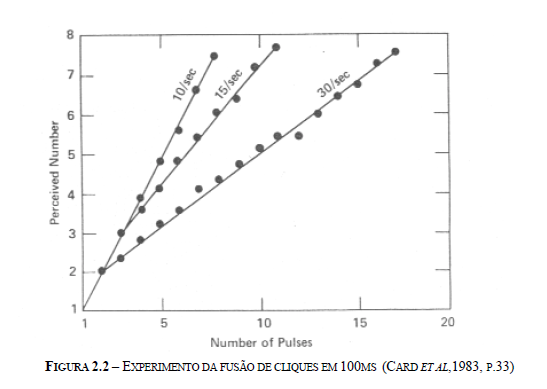 8
7
6
5
4
3
2
1
Perceived Number
10/sec
15/sec
30/sec
1 5 10 15 20
Number of Pulses
FIGURA 2.2 – EXPERIMENTO DA FUSÃO DE CLIQUES EM 100MS (CARD ET AL,1983, P.33)